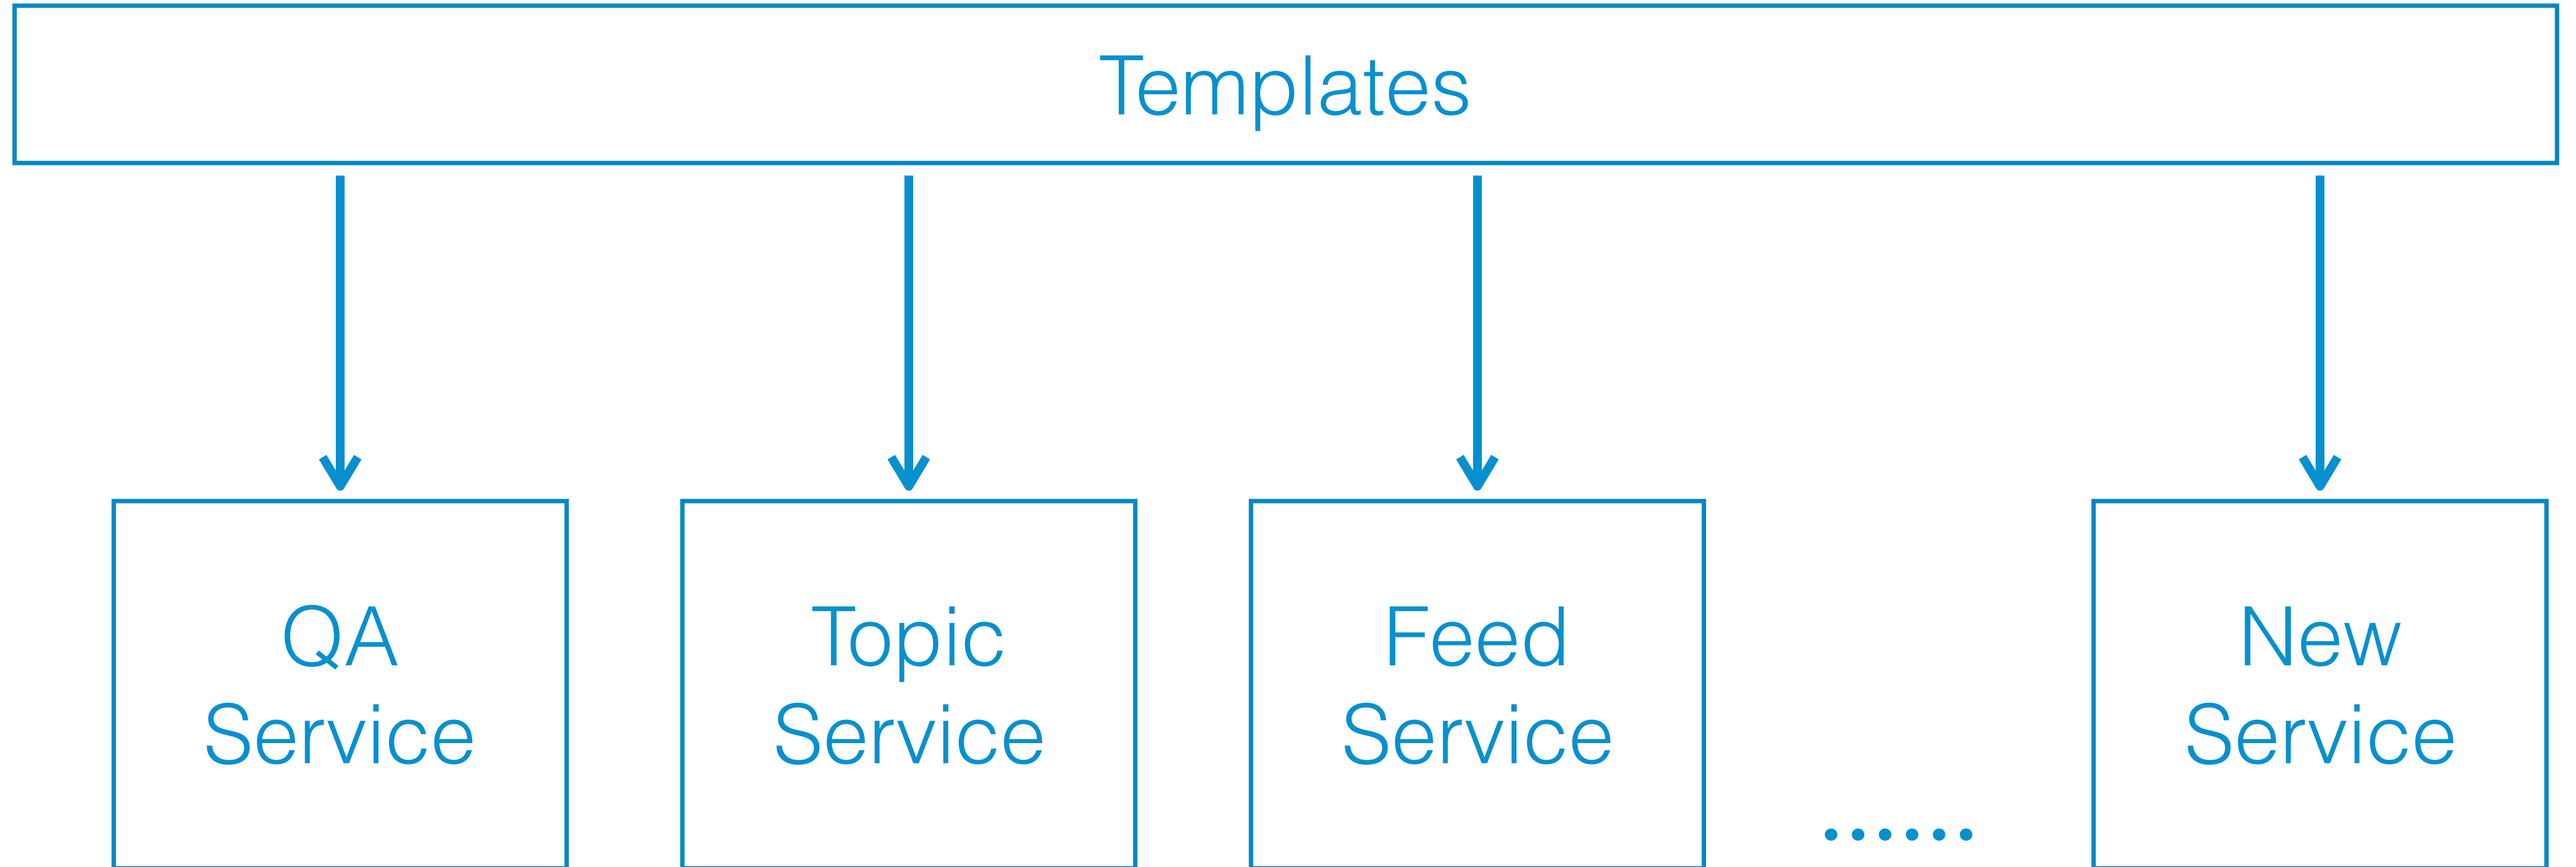 Templates
QA
Service
Topic
Service
Feed
Service
......
New
Service